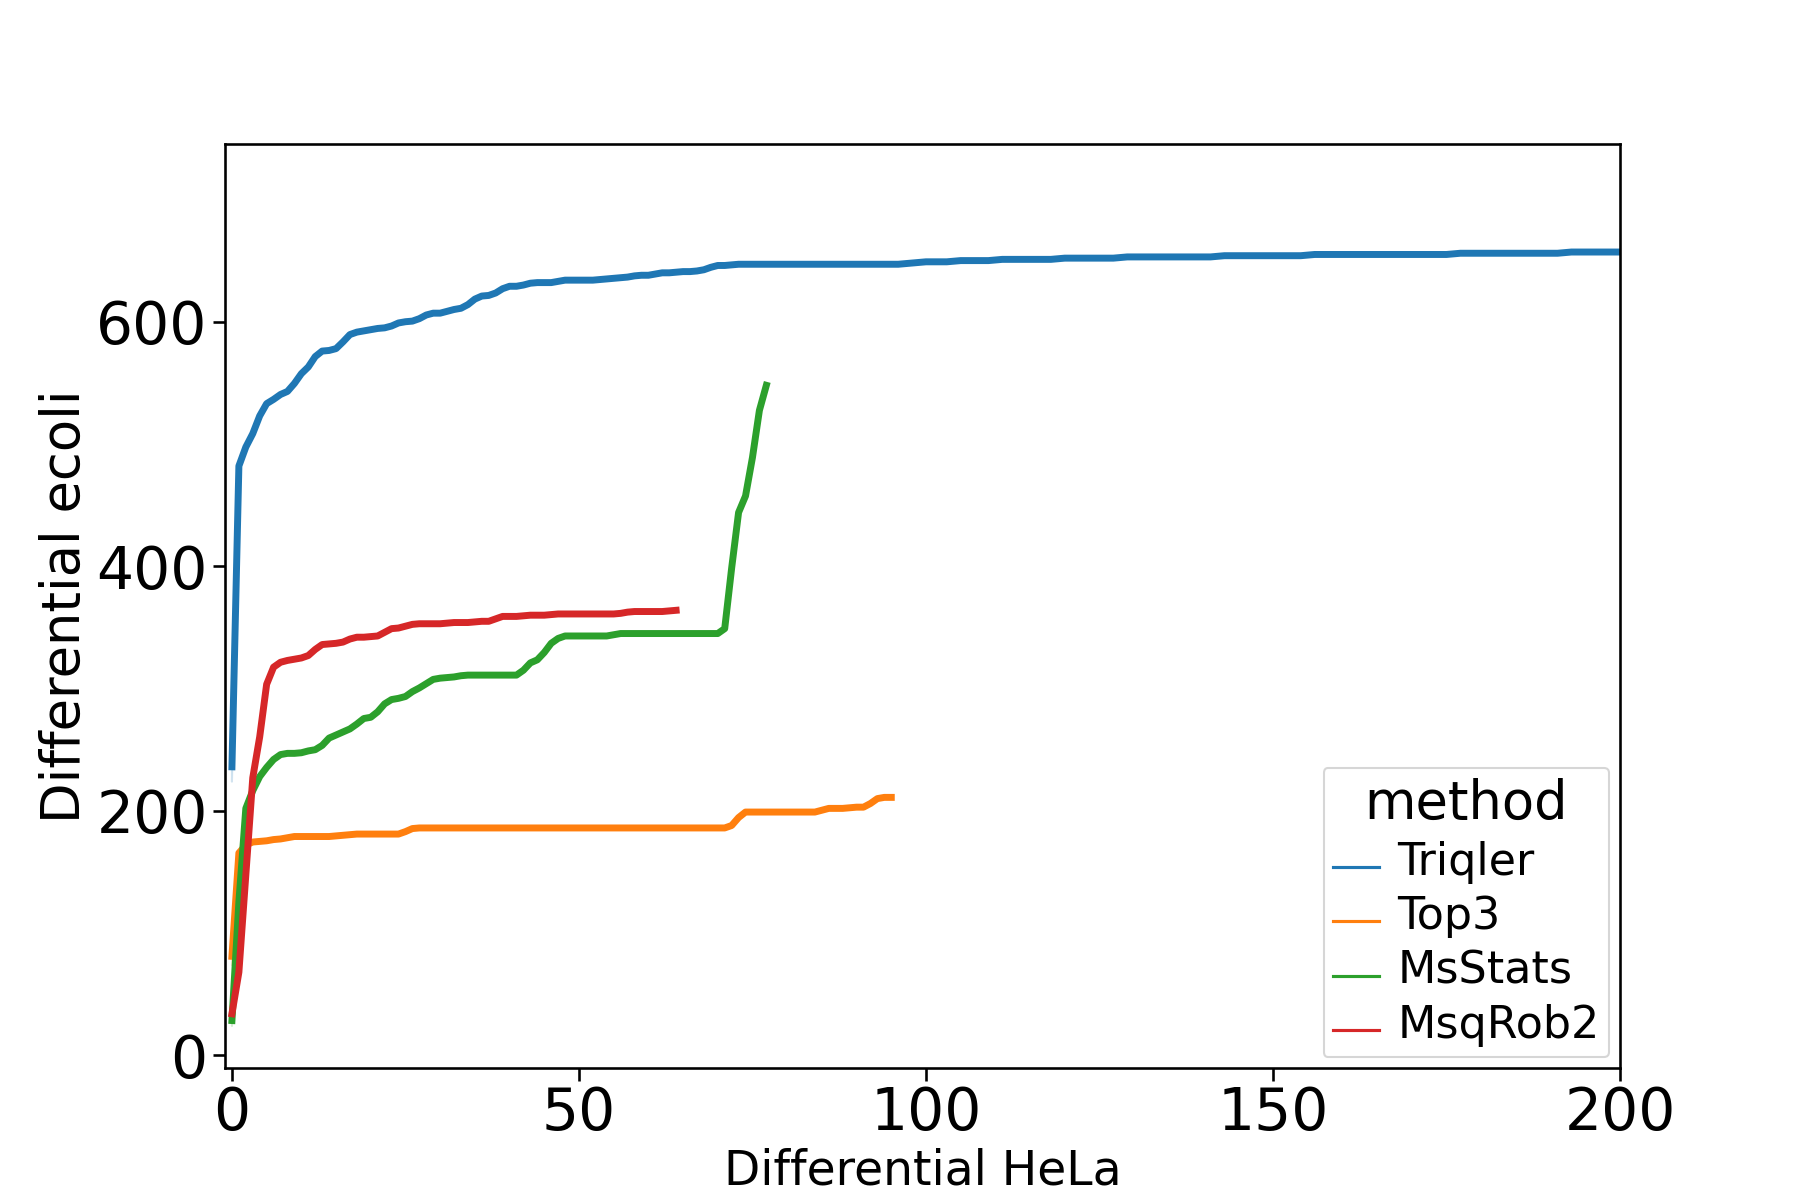 600
400
200
0
Differential ecoli
0 50 100 150 200
Differential HeLa
method
Triqler
Top3
MsStats
MsqRob2